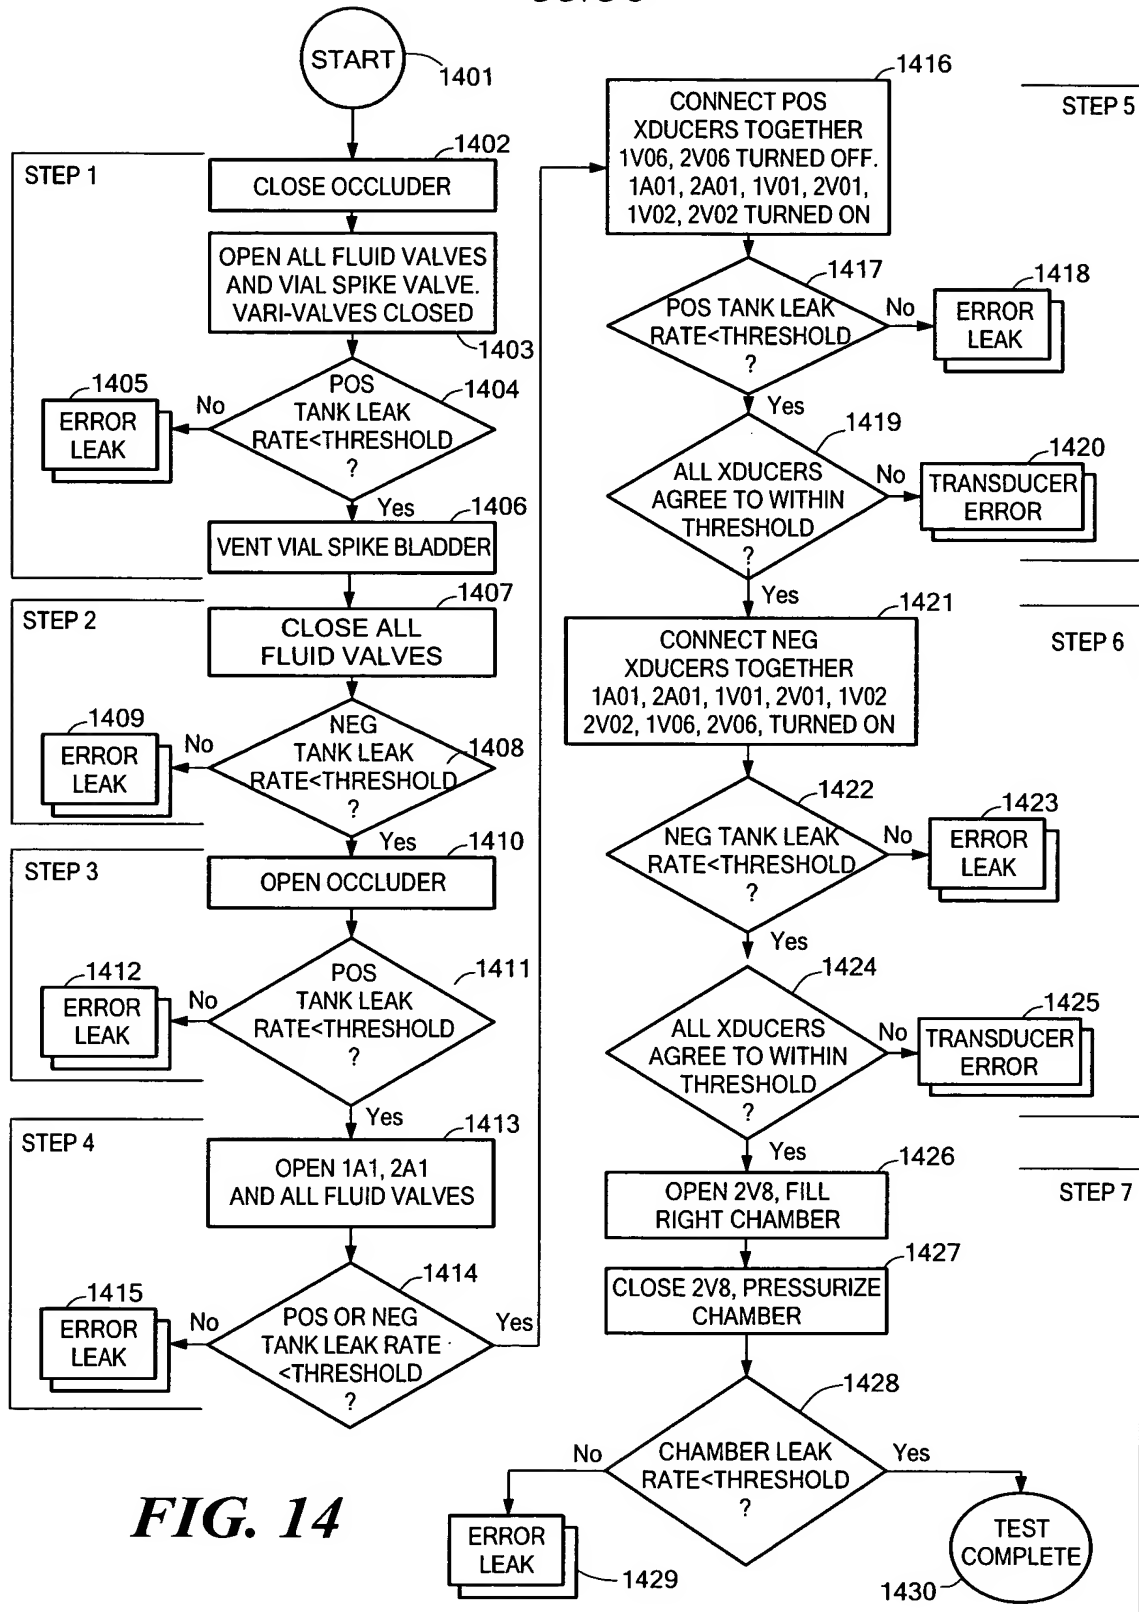 START
1401
STEP 1
1402
CLOSE OCCLUDER
OPEN ALL FLUID VALVES
AND VIAL SPIKE VALVE.
VARI-VALVES CLOSED
1403
POS
TANK LEAK
RATE<THRESHOLD
?
1404
No
1405
ERROR
LEAK
Yes
1406
VENT VIAL SPIKE BLADDER
STEP 2
1407
CLOSE ALL
FLUID VALVES
NEG
TANK LEAK
RATE<THRESHOLD
?
1408
No
1409
ERROR
LEAK
Yes
STEP 3
1410
OPEN OCCLUDER
POS
TANK LEAK
RATE<THRESHOLD
?
1411
No
1412
ERROR
LEAK
Yes
STEP 4
1413
OPEN 1A1, 2A1
AND ALL FLUID VALVES
1414
POS OR NEG
TANK LEAK RATE
<THRESHOLD
?
No
1415
ERROR
LEAK
Yes
STEP 5
1416
CONNECT POS
XDUCERS TOGETHER
1V06, 2V06 TURNED OFF.
1A01, 2A01, 1V01, 2V01,
1V02, 2V02 TURNED ON
1417
POS TANK LEAK
RATE<THRESHOLD
?
No
1418
ERROR
LEAK
Yes
1419
ALL XDUCERS
AGREE TO WITHIN
THRESHOLD
?
No
1420
TRANSDUCER
ERROR
Yes
STEP 6
1421
CONNECT NEG
XDUCERS TOGETHER
1A01, 2A01, 1V01, 2V01, 1V02
2V02, 1V06, 2V06, TURNED ON
1422
NEG TANK LEAK
RATE<THRESHOLD
?
No
1423
ERROR
LEAK
Yes
1424
ALL XDUCERS
AGREE TO WITHIN
THRESHOLD
?
No
1425
TRANSDUCER
ERROR
Yes
STEP 7
1426
OPEN 2V8, FILL
RIGHT CHAMBER
1427
CLOSE 2V8, PRESSURIZE
CHAMBER
1428
CHAMBER LEAK
RATE<THRESHOLD
?
No
ERROR
LEAK
1429
Yes
TEST
COMPLETE
1430
FIG. 14